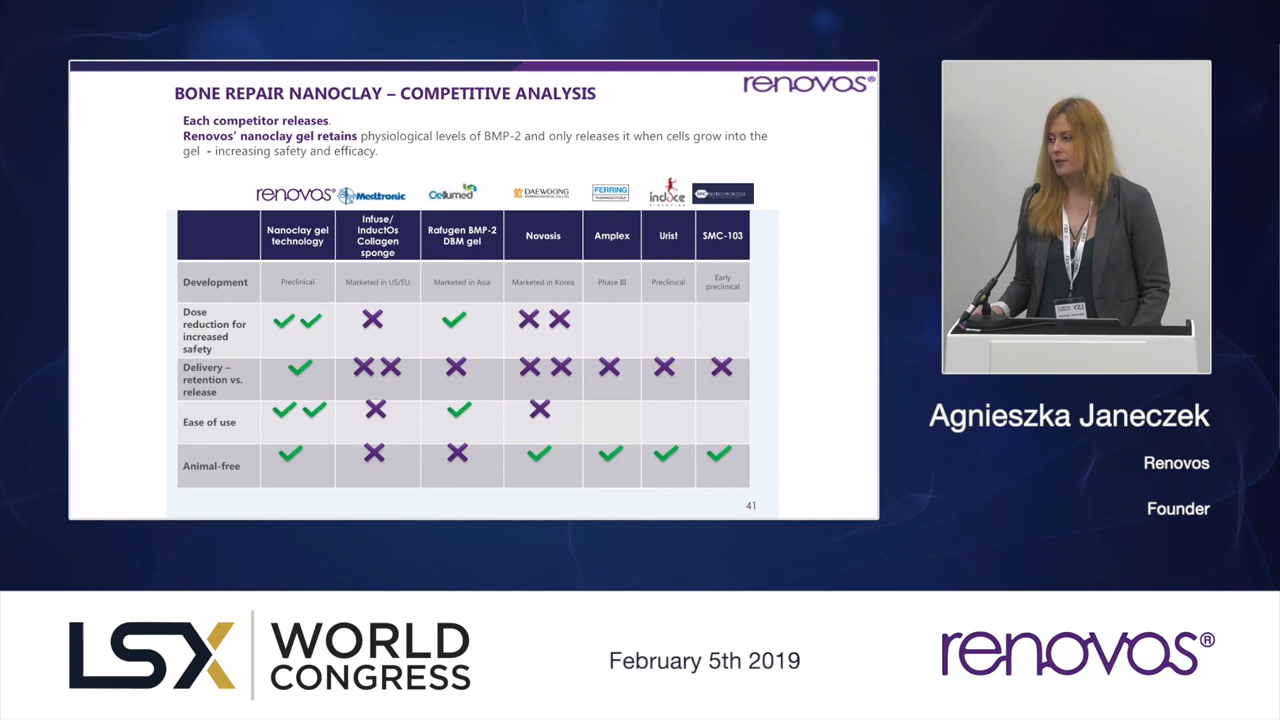 BONE REPAIR NANOCLAY – COMPETITIVE ANALYSIS
renovos®
Each competitor releases.
Renovos' nanoclay gel retains physiological levels of BMP-2 and only releases it when cells grow into the
gel - increasing safety and efficacy.
renovos® Medtronic Cellumed DAEWOONG FERRING induce
PHARMACEUTICALS
Nanoclay gel technology
Infuse/ InductOs Collagen sponge
Rafugen BMP-2 DBM gel
Novosis
Amplex
Urist
SMC-103
Development
Preclinical
Marketed in US/EU
Marketed in Asia
Marketed in Korea
Phase III
Preclinical
Early preclinical
Dose
reduction for
increased
safety
Delivery –
retention vs.
release
Ease of use
Animal-free
41
Agnieszka Janeczek
Renovos
Founder
LSX WORLD
CONGRESS
February 5th 2019
renovos®